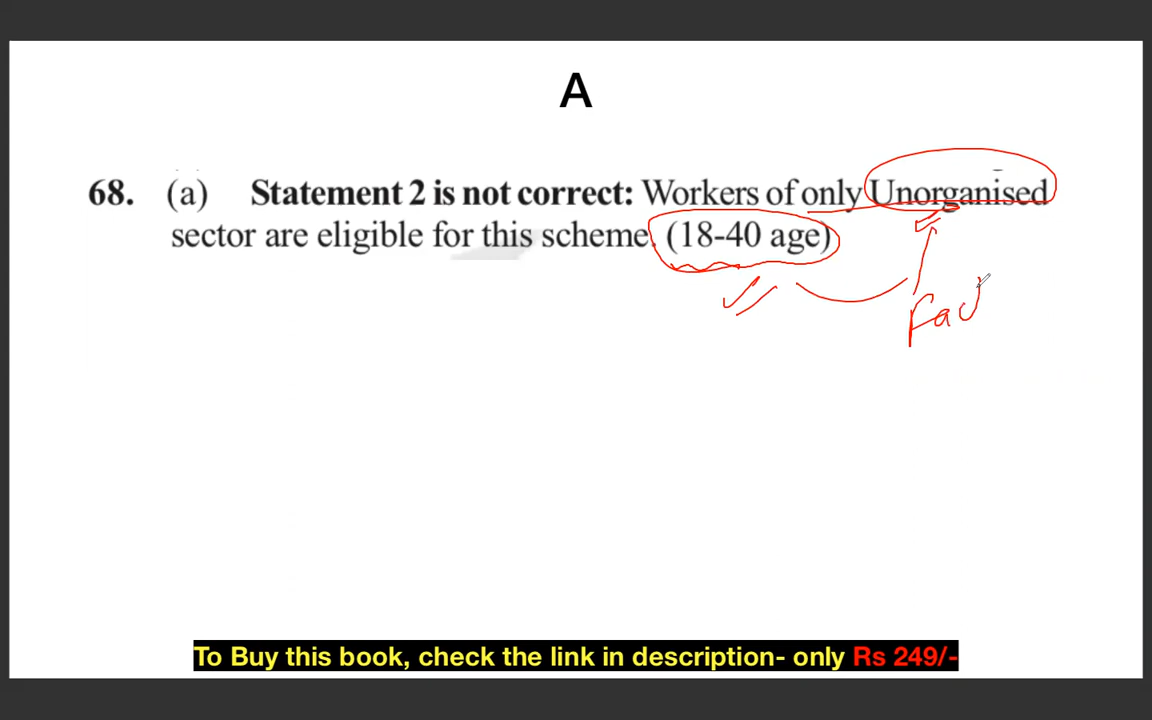 A
68. (a) Statement 2 is not correct: Workers of only Unorganised
sector are eligible for this scheme. (18-40 age)
Fac
To Buy this book, check the link in description- only Rs 249/-